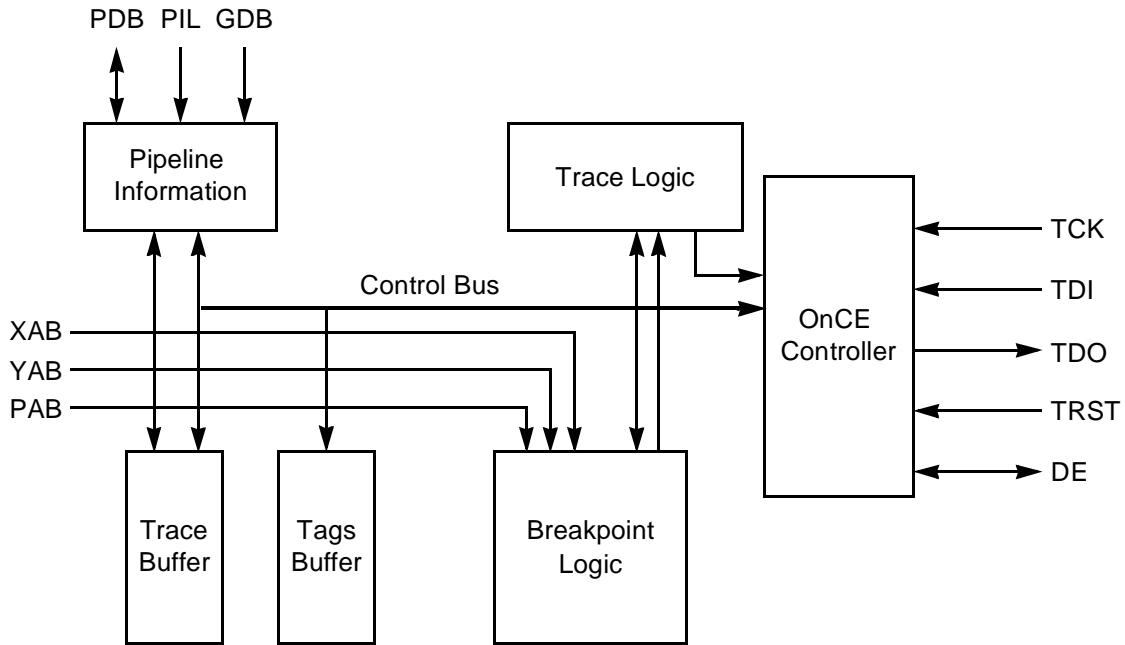 PDB PIL GDB
Pipeline
Information
Trace Logic
TCK
Control Bus
TDI
OnCE
Controller
XAB
TDO
YAB
PAB
TRST
DE
Trace
Buffer
Tags
Buffer
Breakpoint
Logic